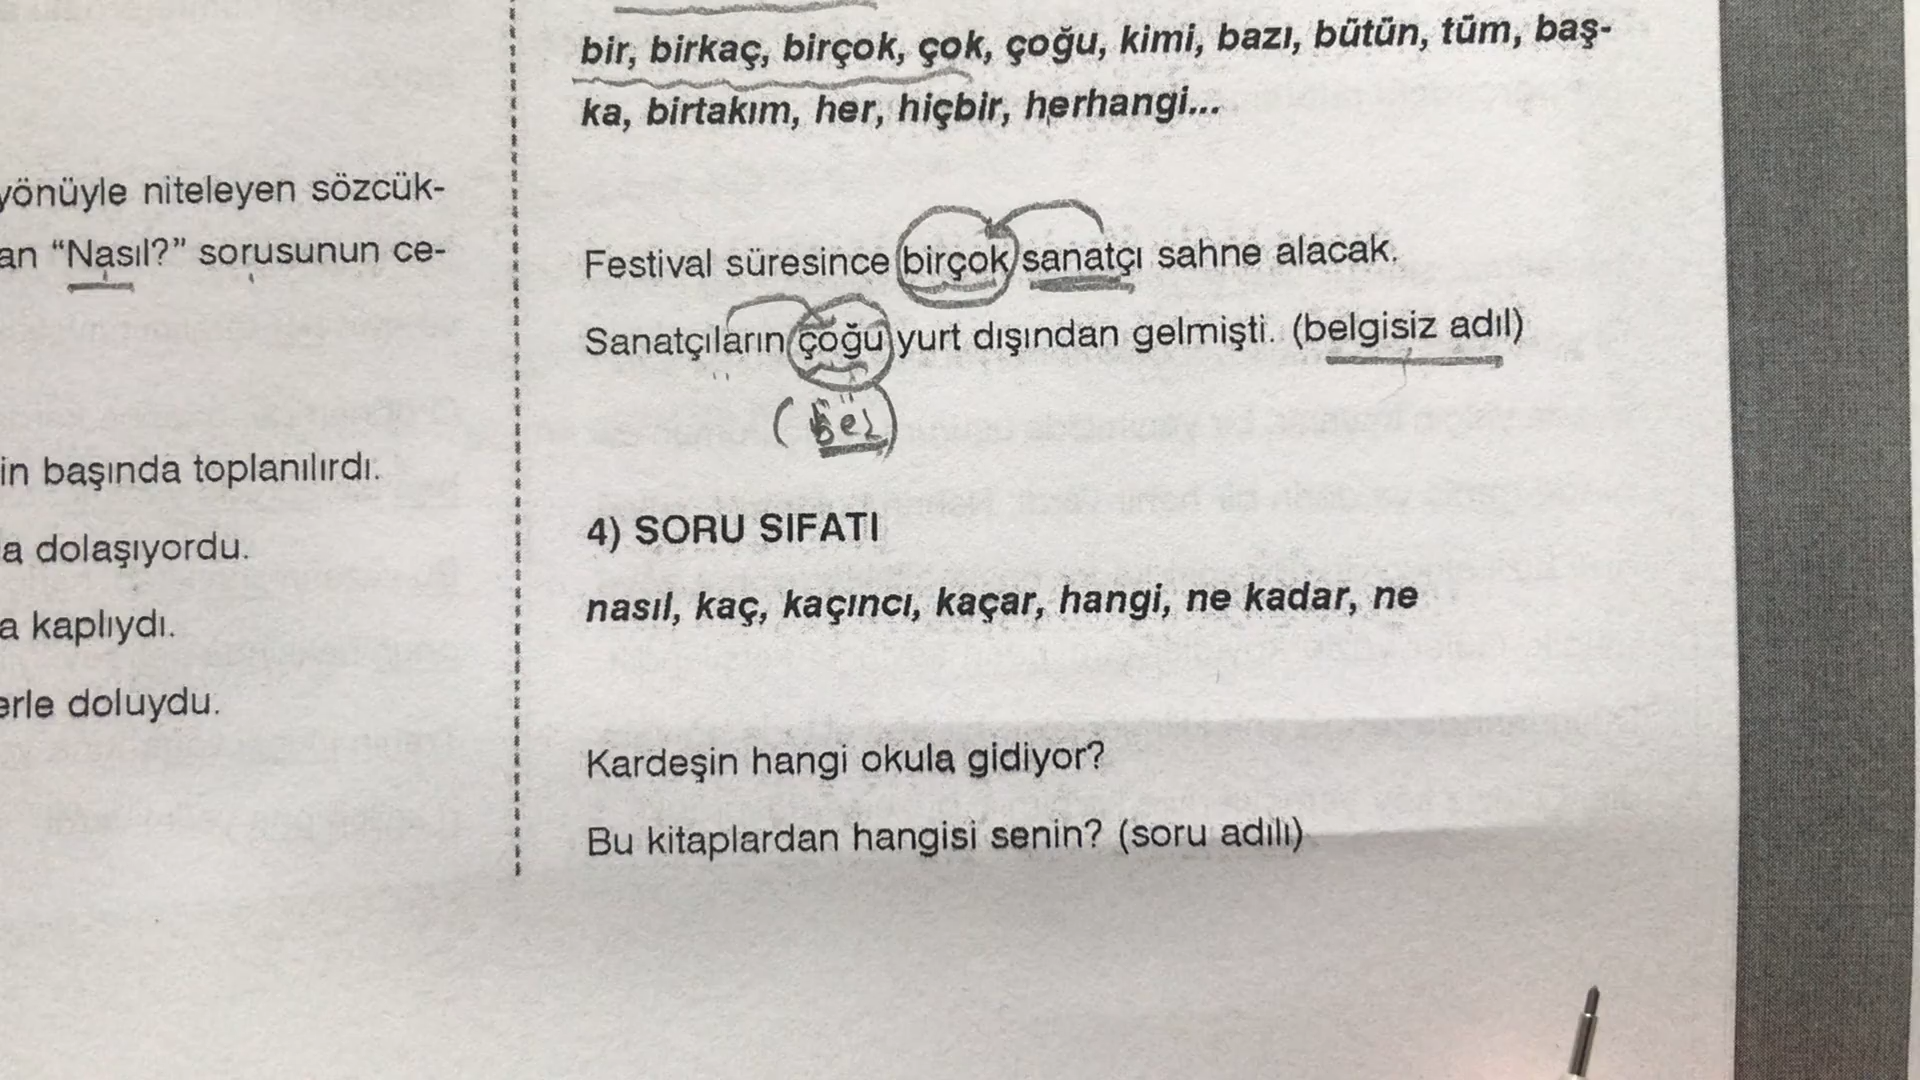 yönüyle niteleyen sözcük-
an “Nasıl?” sorusunun ce-
in başında toplanılırdı.
a dolaşıyordu.
a kaplıydı.
erle doluydu.
bir, birkaç, birçok, çok, çoğu, kimi, bazı, bütün, tüm, baş-
ka, birtakım, her, hiçbir, herhangi...
Festival süresince birçok sanatçı sahne alacak.
Sanatçıların çoğu yurt dışından gelmişti. (belgisiz adıl)
4) SORU SIFATI
nasıl, kaç, kaçıncı, kaçar, hangi, ne kadar, ne
Kardeşin hangi okula gidiyor?
Bu kitaplardan hangisi senin? (soru adılı)